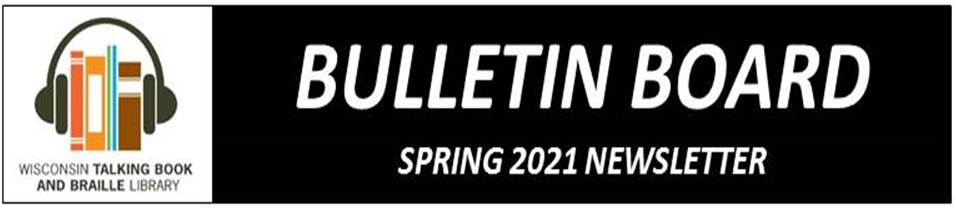 WISCONSIN TALKING BOOK
AND BRAILLE LIBRARY
BULLETIN BOARD
SPRING 2021 NEWSLETTER